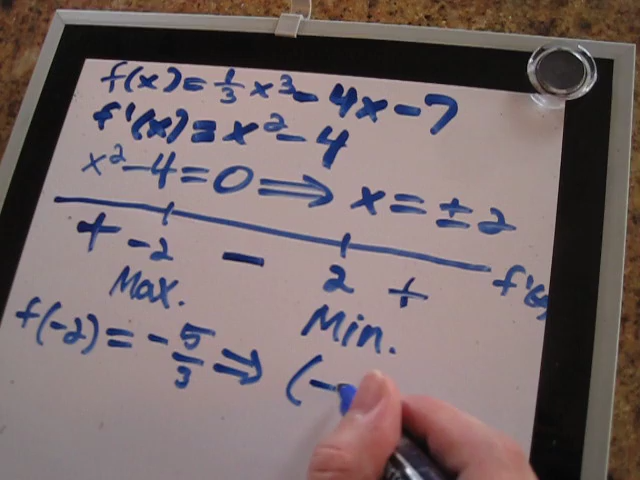 f(x)=1/3 x³-4x-7
f'(x)=x²-4
x²-4=0⟹x=±2
+ -2 - 2 + f'(x)
Max. Min.
f(-2)=-5/3⟹(-